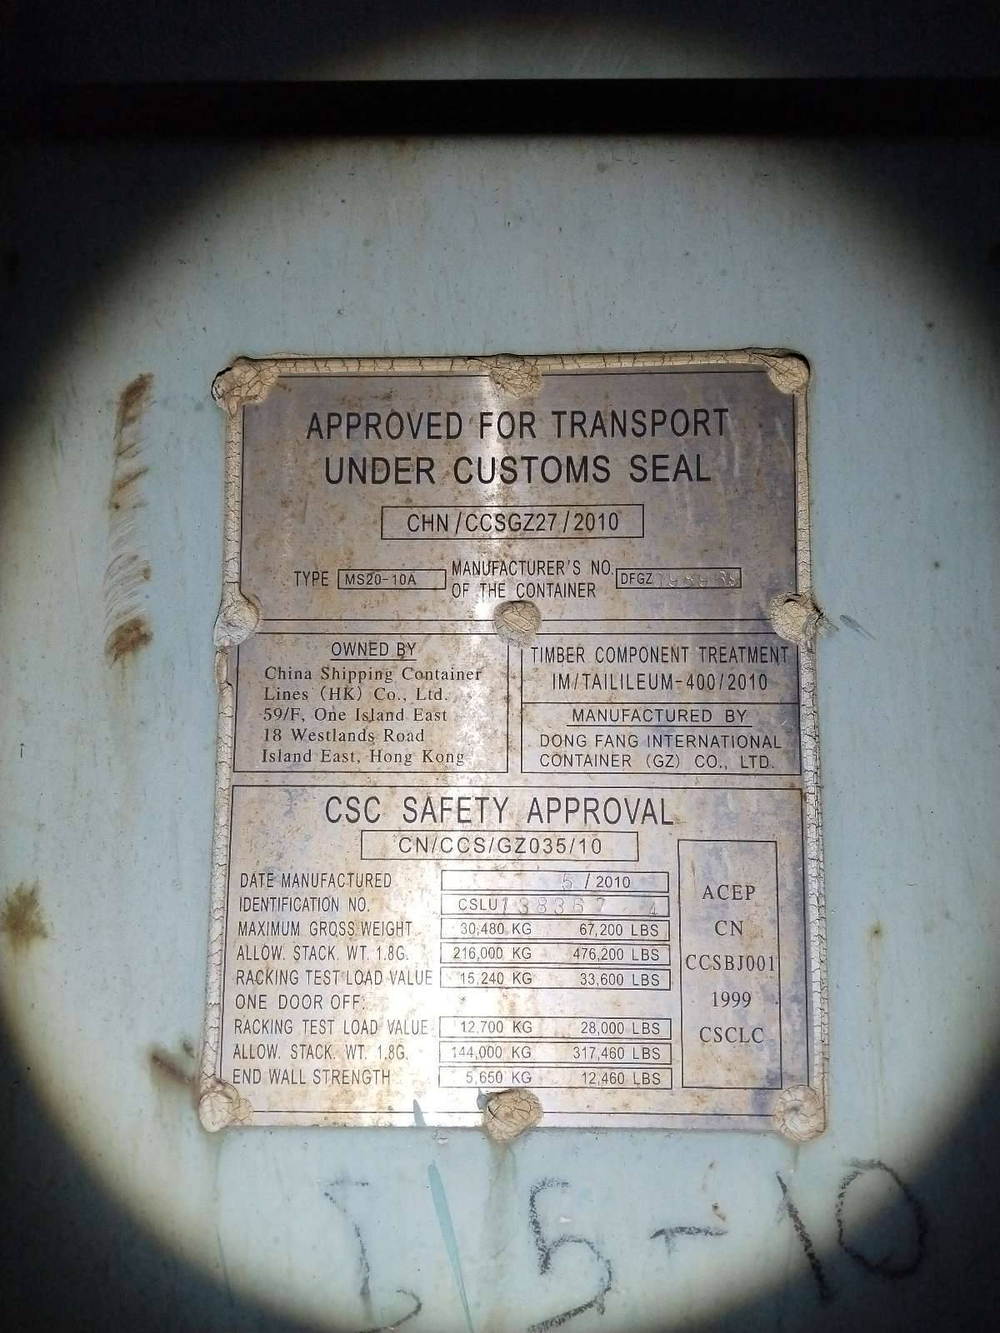 APPROVED FOR TRANSPORT
UNDER CUSTOMS SEAL
CHN/CCSGZ27/2010
TYPE MS20-10A MANUFACTURER'S NO.
OF THE CONTAINER DFGZ
OWNED BY
China Shipping Container
Lines (HK) Co., Ltd.
59/F, One Island East
18 Westlands Road
Island East, Hong Kong
TIMBER COMPONENT TREATMENT
IM/TAILILEUM-400/2010
MANUFACTURED BY
DONG FANG INTERNATIONAL
CONTAINER (GZ) CO., LTD.
CSC SAFETY APPROVAL
CN/CCS/GZ035/10
DATE MANUFACTURED 5/2010
IDENTIFICATION NO. CSLU138367 4
MAXIMUM GROSS WEIGHT 30,480 KG 67,200 LBS
ALLOW. STACK. WT. 1.8G. 216,000 KG 476,200 LBS
RACKING TEST LOAD VALUE 15,240 KG 33,600 LBS
ONE DOOR OFF:
RACKING TEST LOAD VALUE 12,700 KG 28,000 LBS
ALLOW. STACK. WT. 1.8G. 144,000 KG 317,460 LBS
END WALL STRENGTH 5,650 KG 12,460 LBS
ACEP
CN
CCSBJ001
1999
CSCLC
5-10